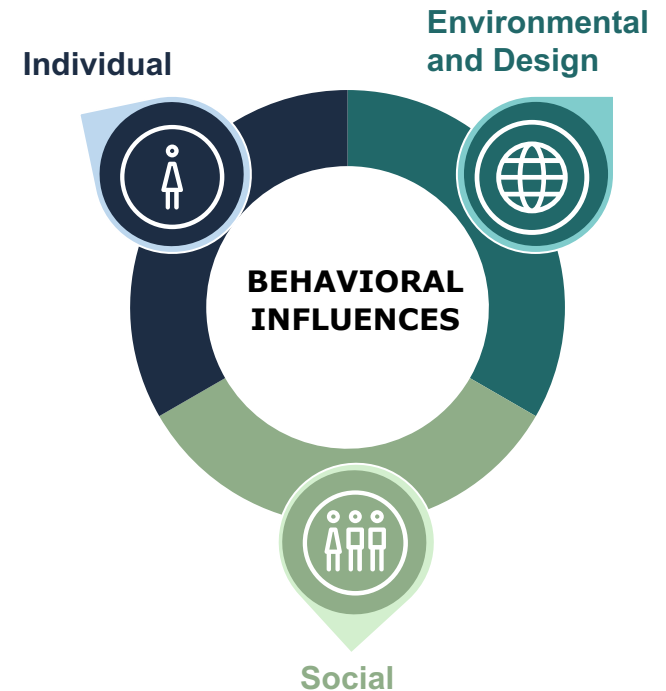 Individual
Environmental
and Design
BEHAVIORAL
INFLUENCES
Social